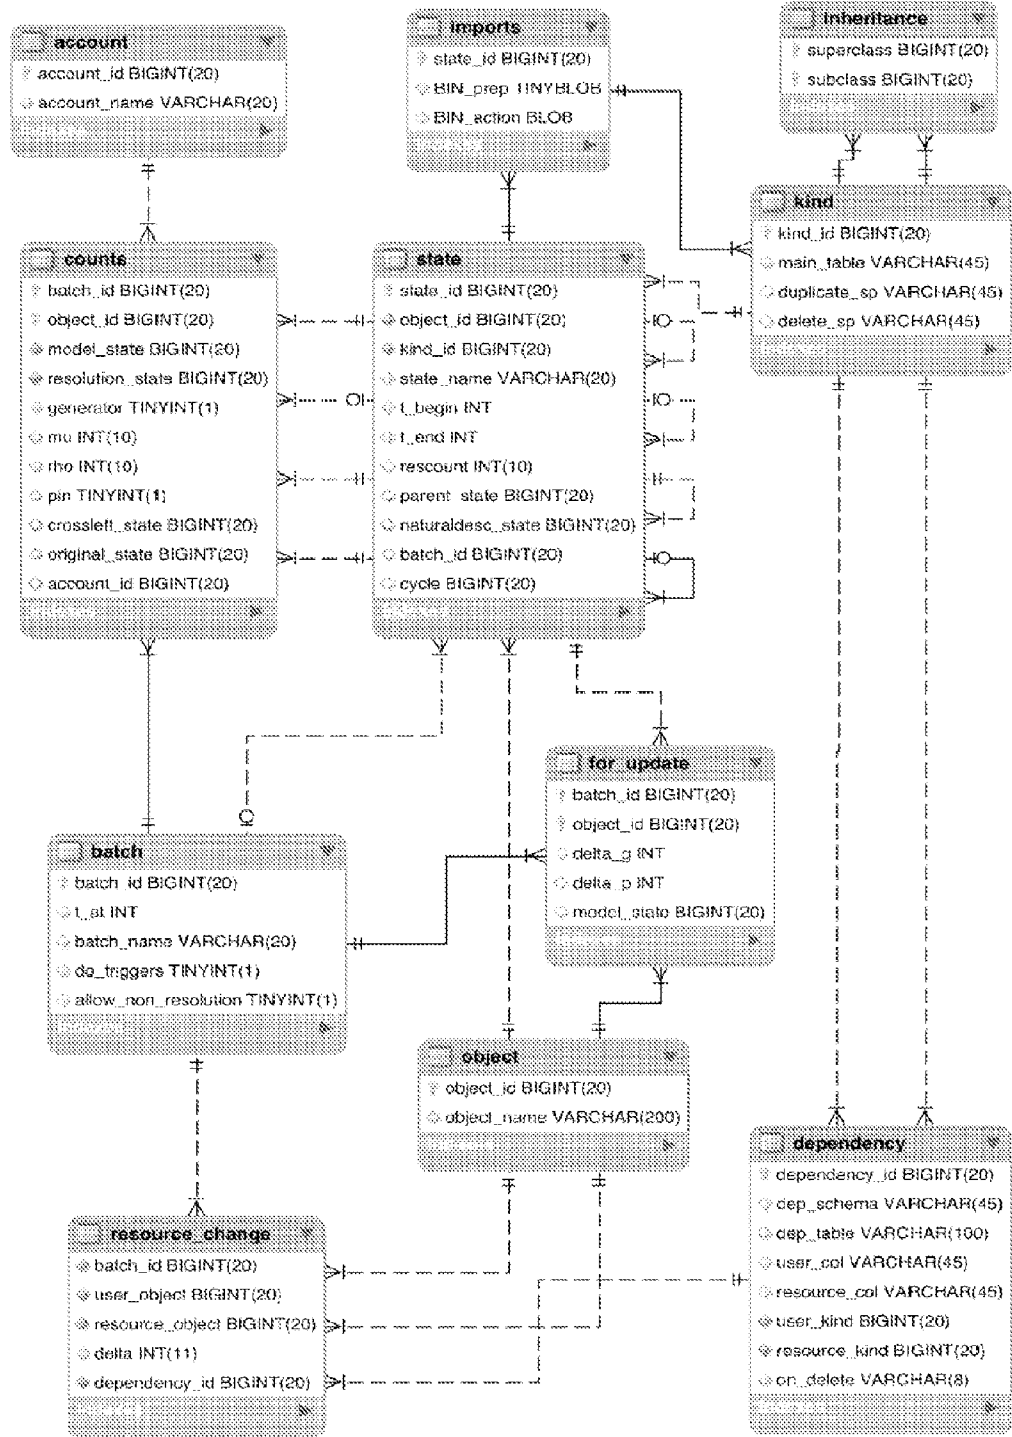 account
account_id BIGINT(20)
account_name VARCHAR(20)
imports
state_id BIGINT(20)
BIN_prep TINYBLOB
BIN_action BLOB
inheritance
superclass BIGINT(20)
subclass BIGINT(20)
counts
batch_id BIGINT(20)
object_id BIGINT(20)
model_state BIGINT(20)
resolution_state BIGINT(20)
generator TINYINT(1)
mu INT(10)
rho INT(10)
pin TINYINT(1)
crossleft_state BIGINT(20)
original_state BIGINT(20)
account_id BIGINT(20)
state
state_id BIGINT(20)
object_id BIGINT(20)
kind_id BIGINT(20)
state_name VARCHAR(20)
t_begin INT
t_end INT
rescount INT(10)
parent_state BIGINT(20)
naturaldesc_state BIGINT(20)
batch_id BIGINT(20)
cycle BIGINT(20)
kind
kind_id BIGINT(20)
main_table VARCHAR(45)
duplicate_sp VARCHAR(45)
delete_sp VARCHAR(45)
for_update
batch_id BIGINT(20)
object_id BIGINT(20)
delta_g INT
delta_p INT
model_state BIGINT(20)
batch
batch_id BIGINT(20)
t_at INT
batch_name VARCHAR(20)
do_triggers TINYINT(1)
allow_non_resolution TINYINT(1)
object
object_id BIGINT(20)
object_name VARCHAR(200)
resource_change
batch_id BIGINT(20)
user_object BIGINT(20)
resource_object BIGINT(20)
delta INT(11)
dependency_id BIGINT(20)
dependency
dependency_id BIGINT(20)
dep_schema VARCHAR(45)
dep_table VARCHAR(100)
user_col VARCHAR(45)
resource_col VARCHAR(45)
user_kind BIGINT(20)
resource_kind BIGINT(20)
on_delete VARCHAR(8)